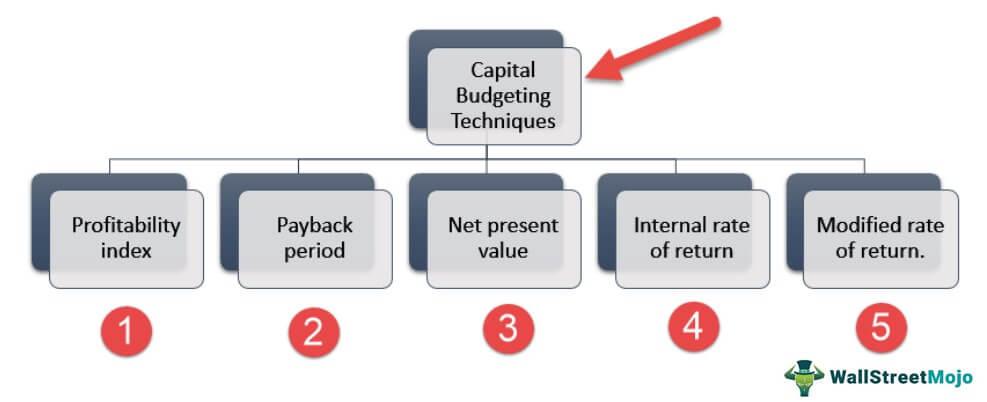 Capital
Budgeting
Techniques
Profitability
index
Payback
period
Net present
value
Internal rate
of return
Modified rate
of return.
1
2
3
4
5
WallStreetMojo